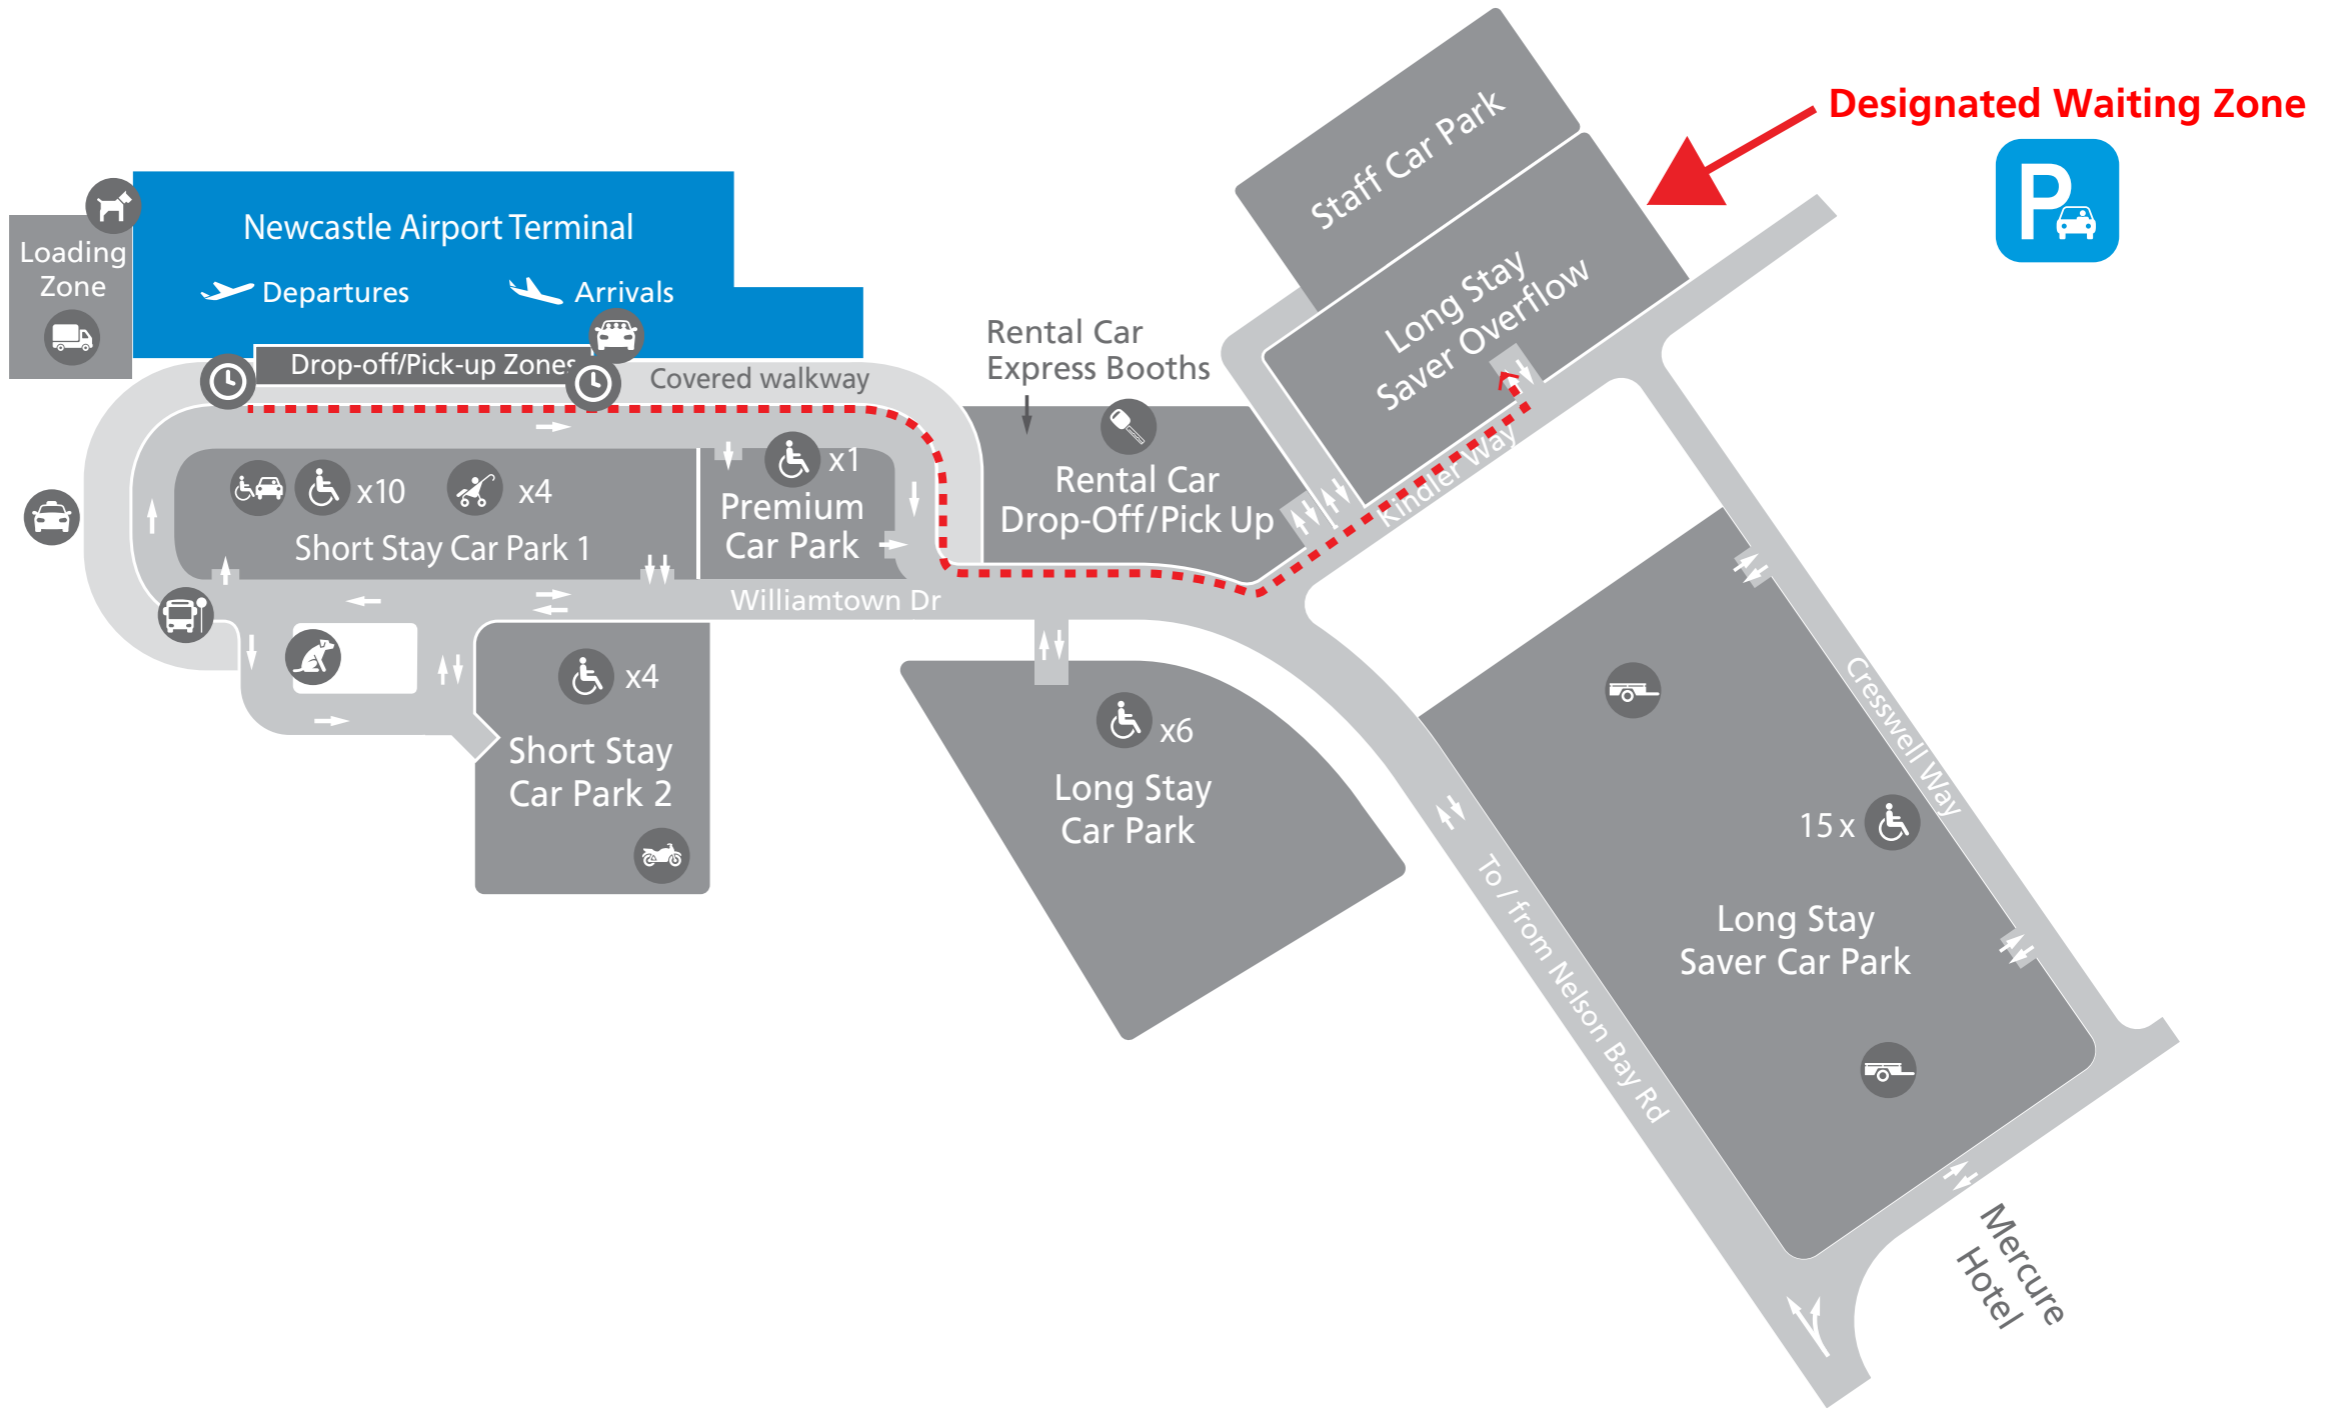 Designated Waiting Zone
P
Staff Car Park
Newcastle Airport Terminal
Departures
Arrivals
Loading
Zone
Drop-off/Pick-up Zones
Covered walkway
Rental Car
Express Booths
Long Stay
Saver Overflow
Rental Car
Drop-Off/Pick Up
Kindler Way
x10
x4
Short Stay Car Park 1
x1
Premium
Car Park
Williamtown Dr
x4
Short Stay
Car Park 2
x6
Long Stay
Car Park
Cresswell Way
15 x
Long Stay
Saver Car Park
To / from Nelson Bay Rd
Mercure
Hotel